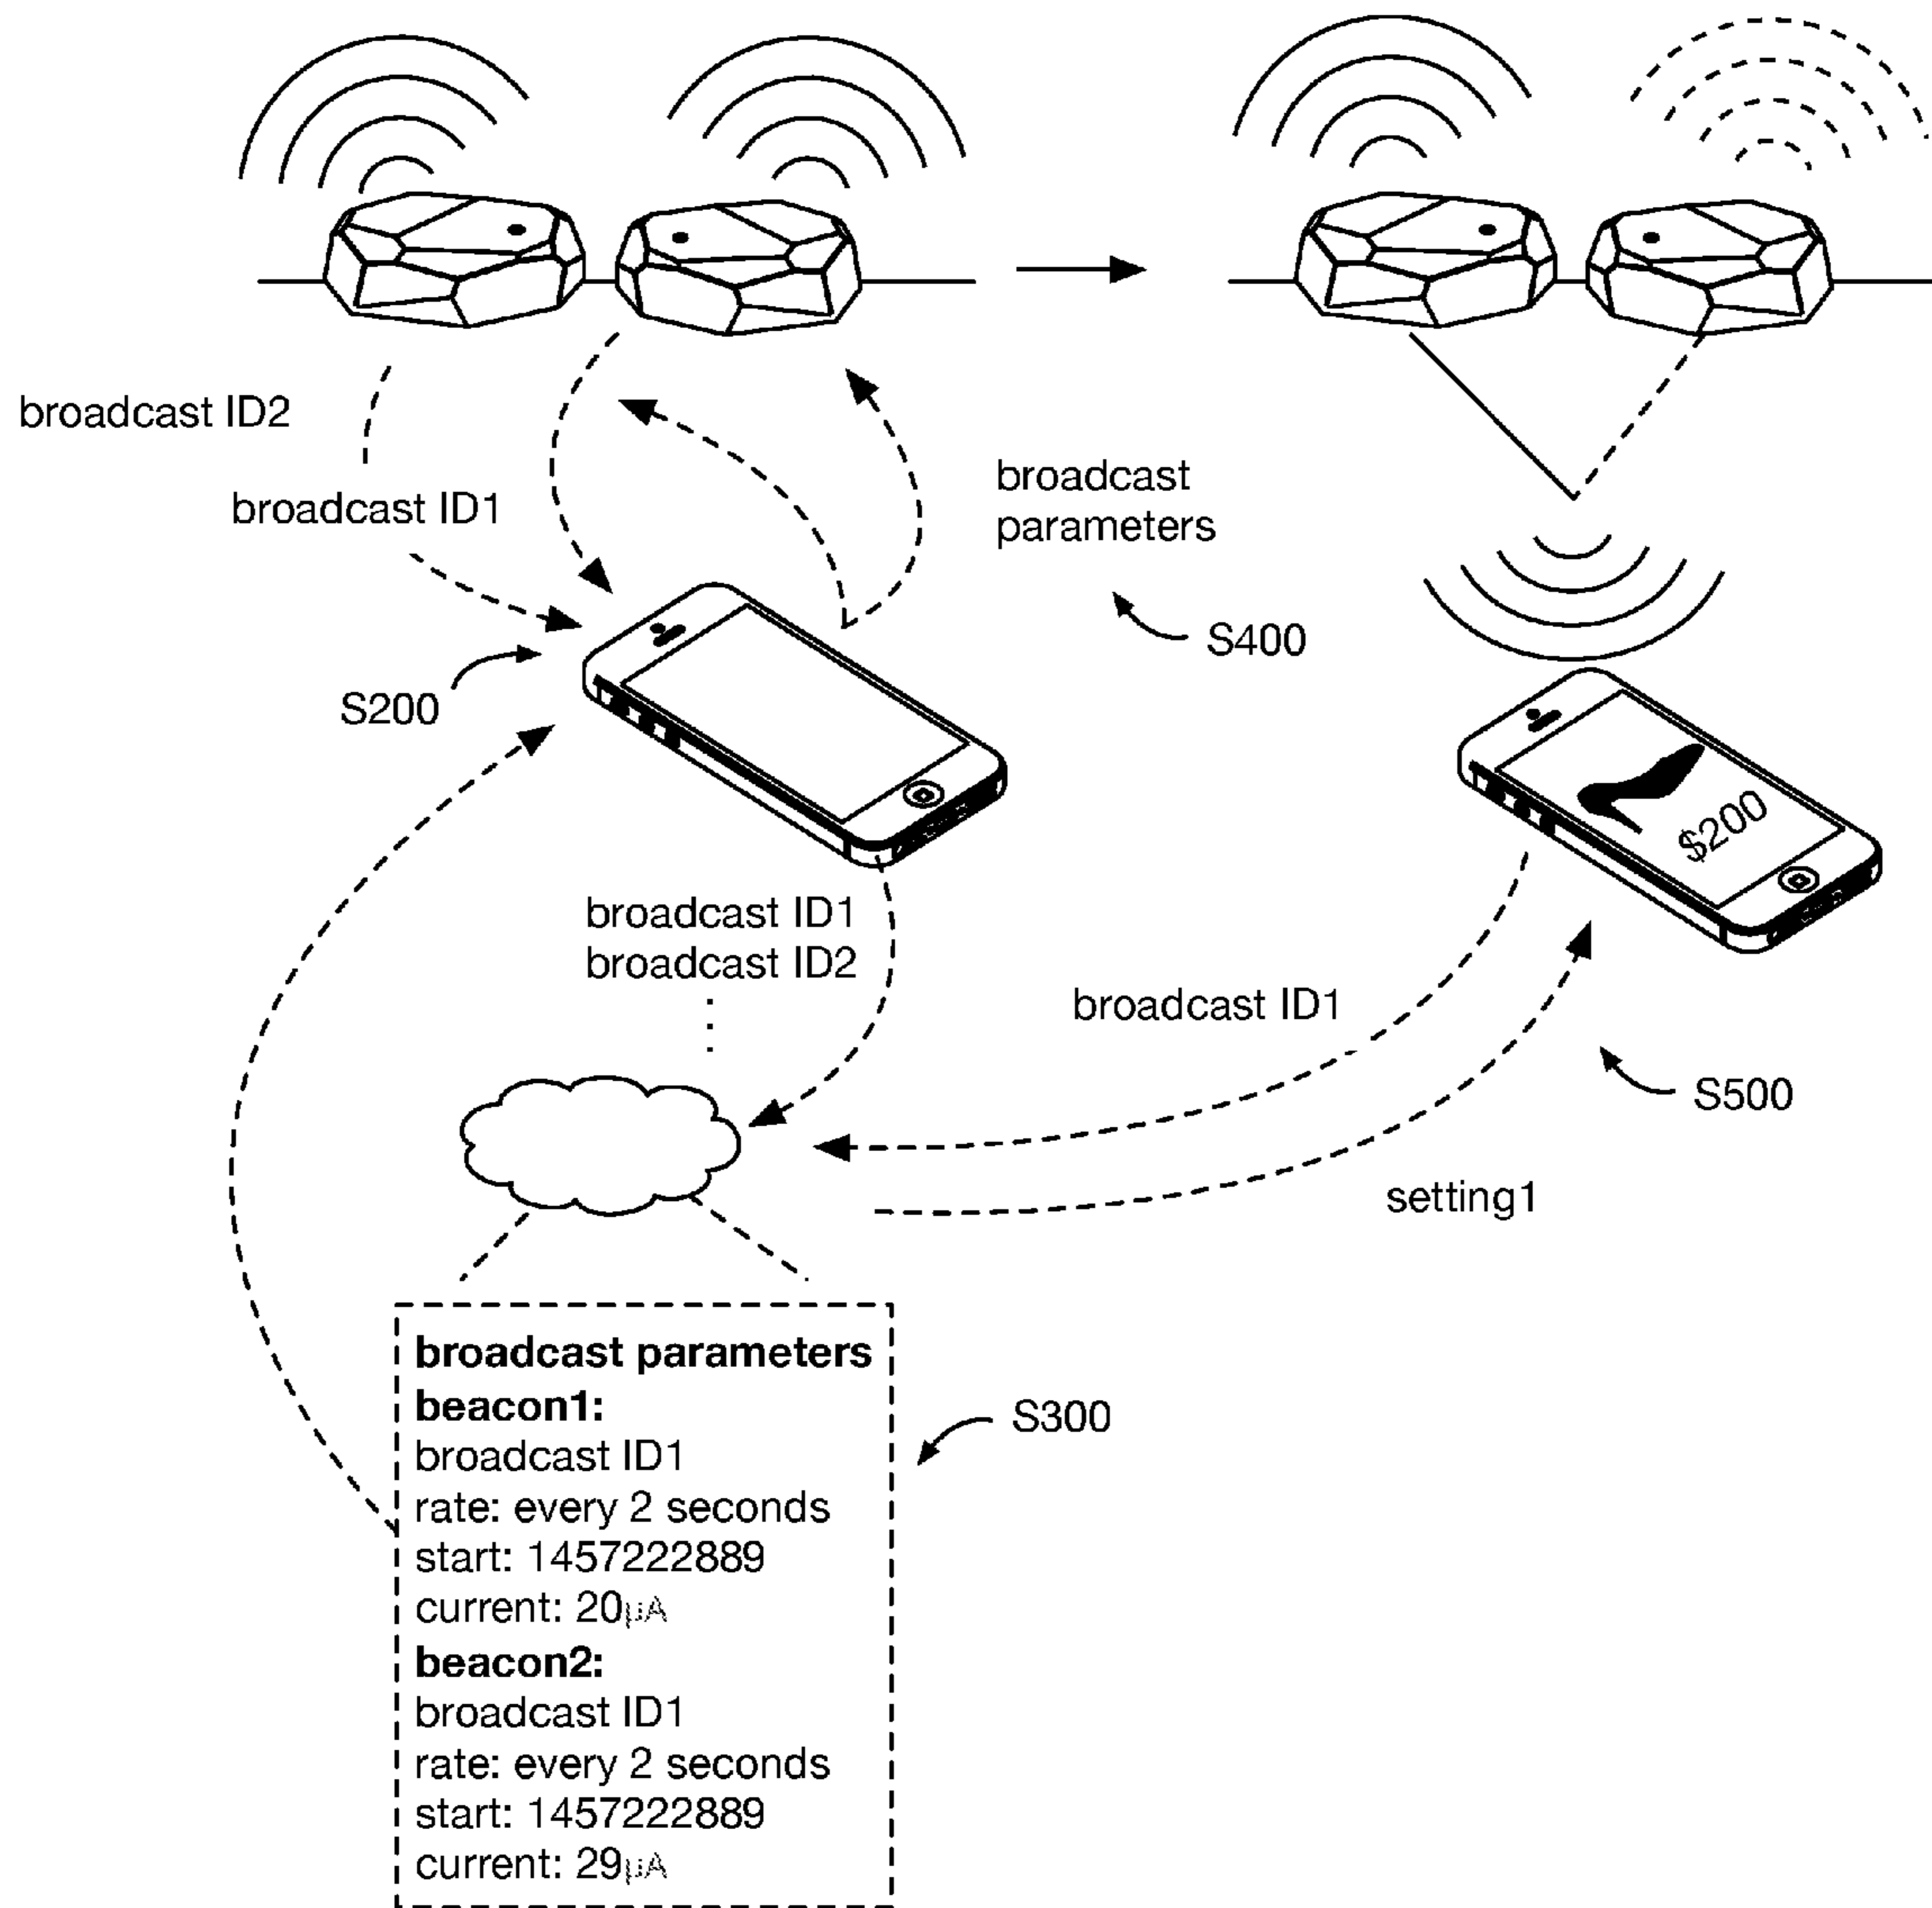 broadcast ID2
broadcast ID1
broadcast
parameters
S400
S200
$200
broadcast ID1
broadcast ID2
broadcast ID1
S500
setting1
broadcast parameters
beacon1:
broadcast ID1
rate: every 2 seconds
start: 1457222889
current: 20µA
beacon2:
broadcast ID1
rate: every 2 seconds
start: 1457222889
current: 29µA
S300